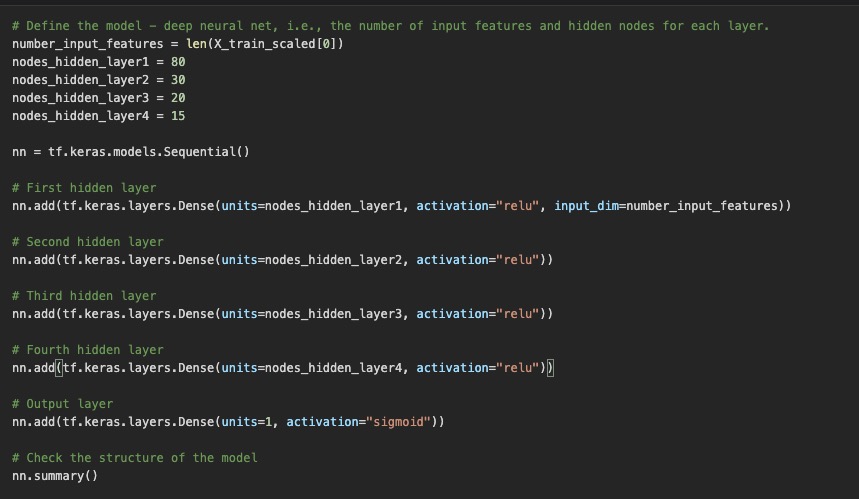 # Define the model - deep neural net, i.e., the number of input features and hidden nodes for each layer.
number_input_features = len(X_train_scaled[0])
nodes_hidden_layer1 = 80
nodes_hidden_layer2 = 30
nodes_hidden_layer3 = 20
nodes_hidden_layer4 = 15
nn = tf.keras.models.Sequential()
# First hidden layer
nn.add(tf.keras.layers.Dense(units=nodes_hidden_layer1, activation="relu", input_dim=number_input_features))
# Second hidden layer
nn.add(tf.keras.layers.Dense(units=nodes_hidden_layer2, activation="relu"))
# Third hidden layer
nn.add(tf.keras.layers.Dense(units=nodes_hidden_layer3, activation="relu"))
# Fourth hidden layer
nn.add(tf.keras.layers.Dense(units=nodes_hidden_layer4, activation="relu"))
# Output layer
nn.add(tf.keras.layers.Dense(units=1, activation="sigmoid"))
# Check the structure of the model
nn.summary()